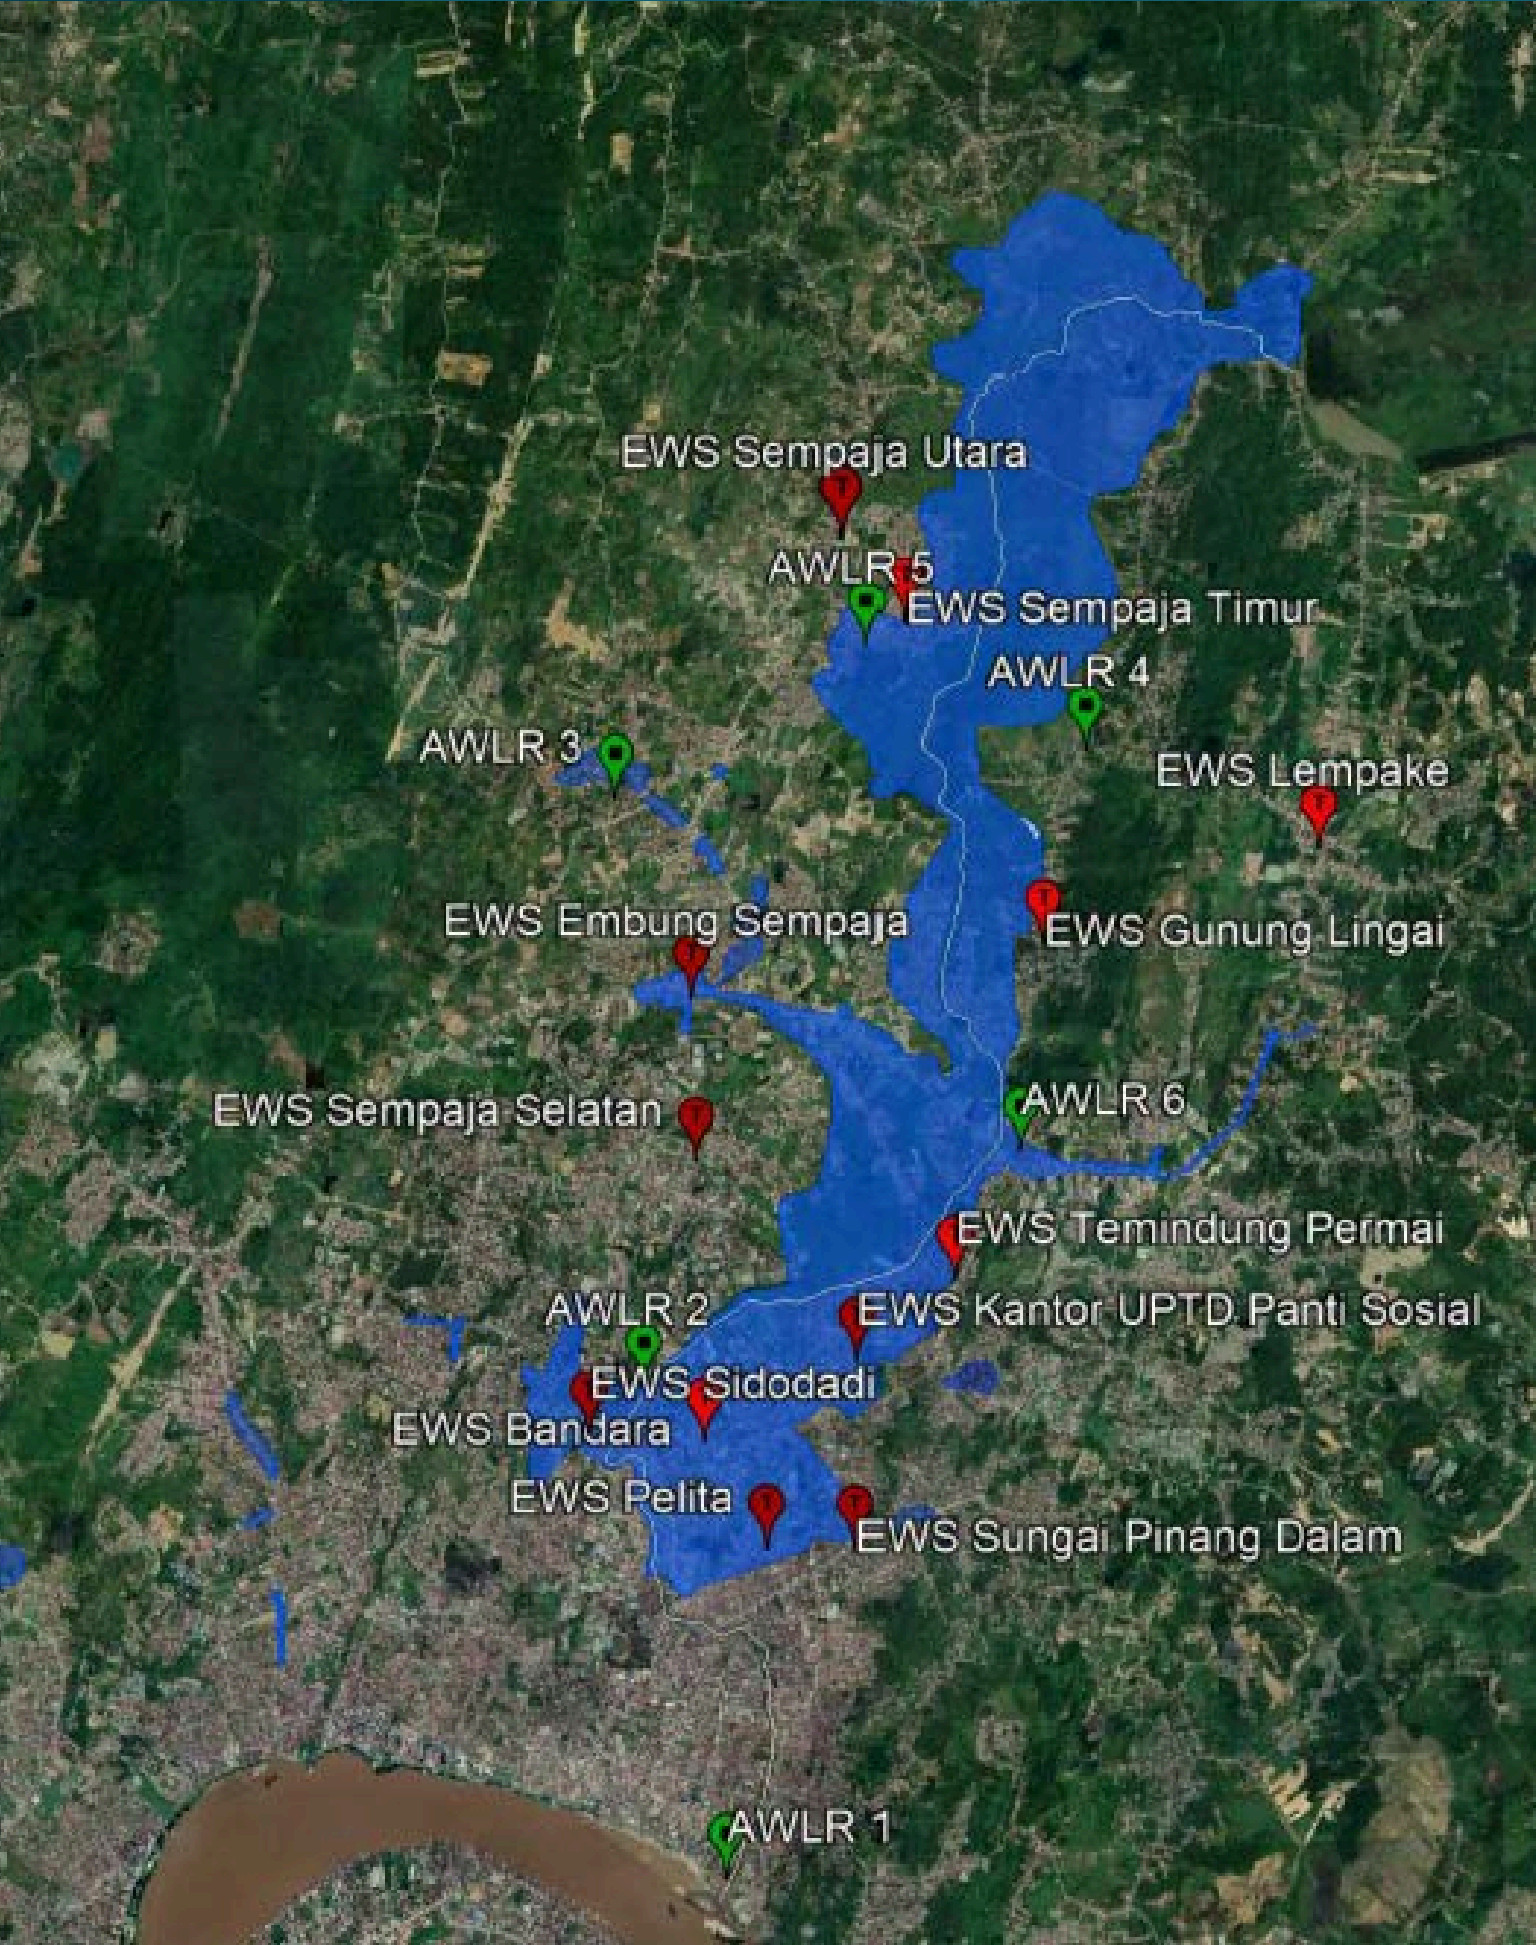 EWS Sempaja Utara
AWLR 5
EWS Sempaja Timur
AWLR 4
AWLR 3
EWS Lempake
EWS Embung Sempaja
EWS Gunung Lingai
EWS Sempaja Selatan
AWLR 6
EWS Temindung Permai
AWLR 2
EWS Kantor UPTD Panti Sosial
EWS Sidodadi
EWS Bandara
EWS Pelita
EWS Sungai Pinang Dalam
AWLR 1